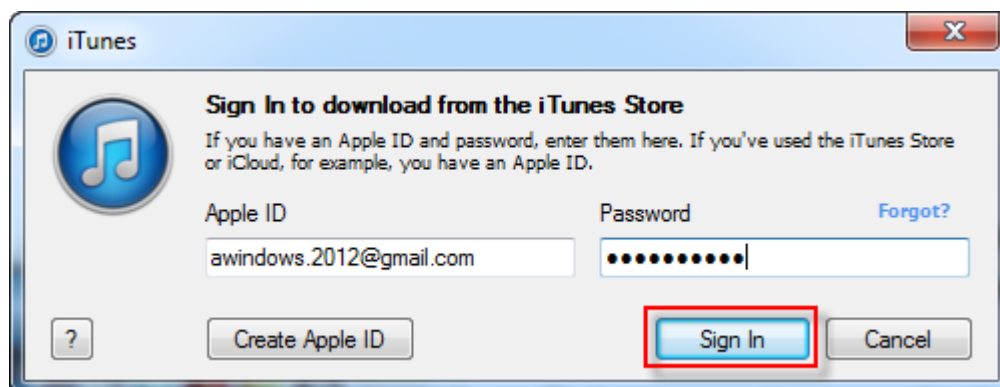 iTunes
Sign In to download from the iTunes Store
If you have an Apple ID and password, enter them here. If you've used the iTunes Store
or iCloud, for example, you have an Apple ID.
Apple ID
Password
Forgot?
awindows.2012@gmail.com
●●●●●●●●●●
?
Create Apple ID
Sign In
Cancel